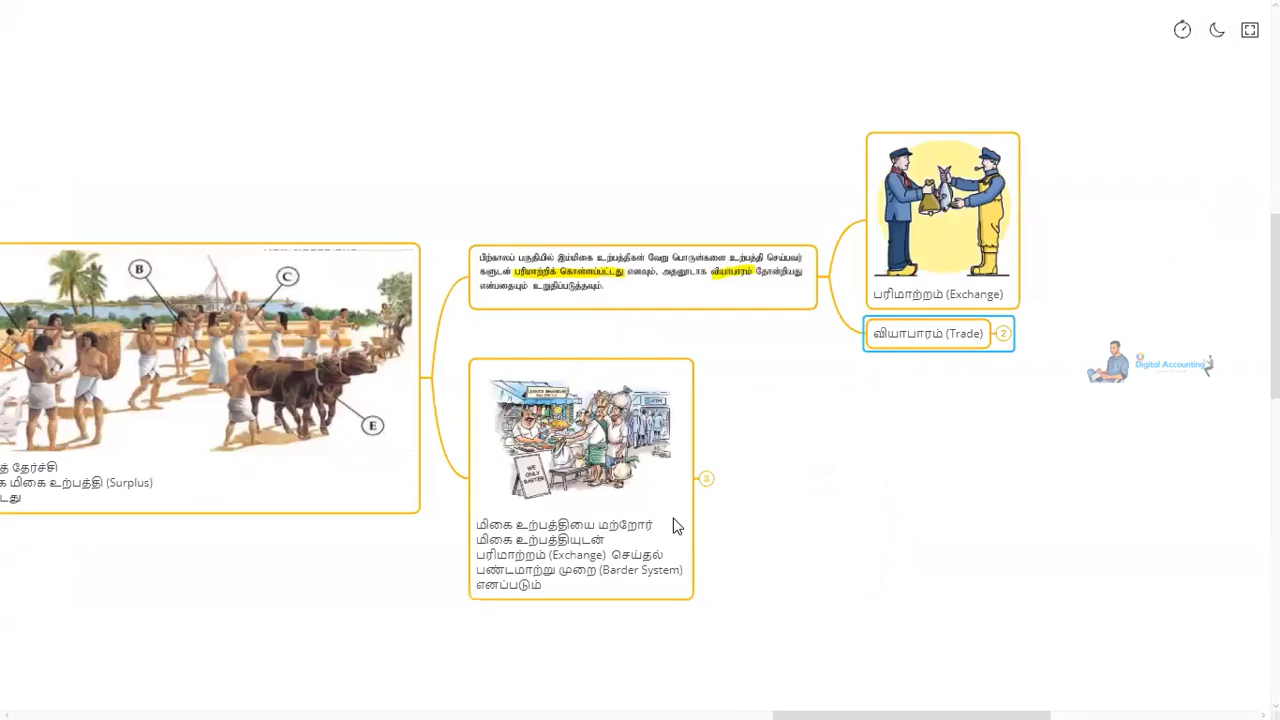 B
C
E
த் தேர்ச்சி
க மிகை உற்பத்தி (Surplus)
டது
பிற்காலப் பகுதியில் இம்மிகை உற்பத்திகள் வேறு பொருள்களை உற்பத்தி செய்பவர்
களுடன் பரிமாற்றிக் கொள்ளப்பட்டது எனவும், அதனூடாக வியாபாரம் தோன்றியது
என்பதையும் உறுதிப்படுத்தவும்.
WE
ONLY
BARTER
மிகை உற்பத்தியை மற்றோர்
மிகை உற்பத்தியுடன்
பரிமாற்றம் (Exchange) செய்தல்
பண்டமாற்று முறை (Barder System)
எனப்படும்
8
பரிமாற்றம் (Exchange)
வியாபாரம் (Trade)
2
Digital Accounting